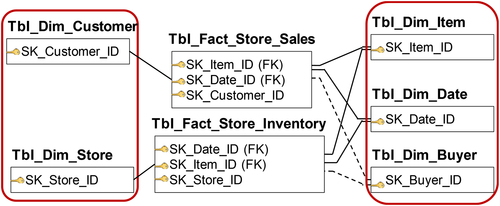 Tbl_Dim_Customer
SK_Customer_ID
Tbl_Dim_Store
SK_Store_ID
Tbl_Fact_Store_Sales
SK_Item_ID (FK)
SK_Date_ID (FK)
SK_Customer_ID
Tbl_Fact_Store_Inventory
SK_Date_ID (FK)
SK_Item_ID (FK)
SK_Store_ID
Tbl_Dim_Item
SK_Item_ID
Tbl_Dim_Date
SK_Date_ID
Tbl_Dim_Buyer
SK_Buyer_ID